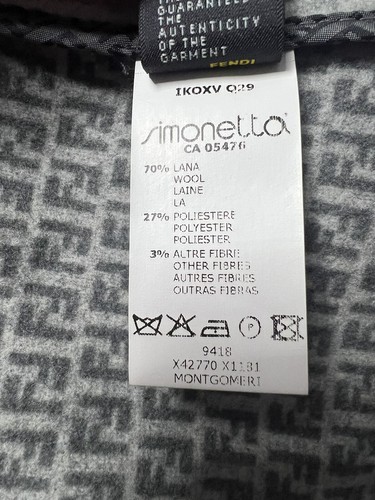 GUARANTEED
THE
AUTENTICITY
OF THE
GARMENT
FENDI
IKOXV Q29
simonetta
CA 05476
70% LANA
WOOL
LAINE
LA
27% POLIESTERE
POLYESTER
POLIESTER
3% ALTRE FIBRE
OTHER FIBRES
AUTRES FIBRES
OUTRAS FIBRAS
P
9418
X42770 X1181
MONTGOMERI